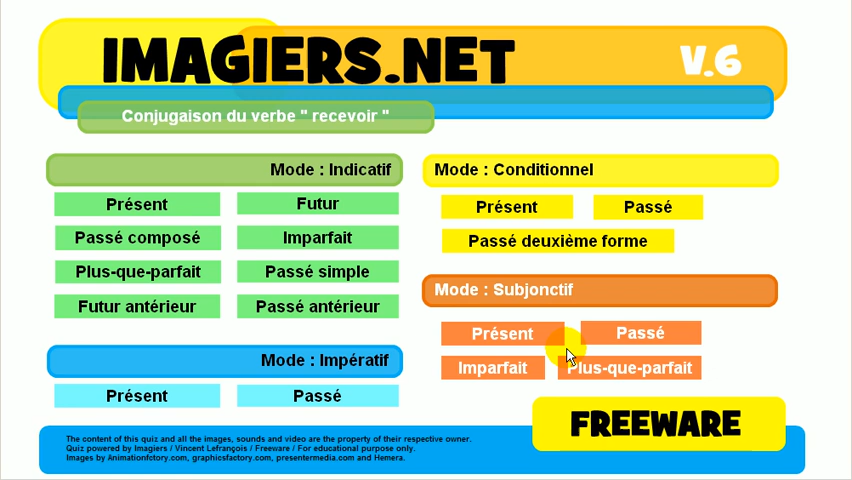 IMAGIERS.NET
V.6
Conjugaison du verbe " recevoir "
Mode : Indicatif
Présent
Futur
Passé composé
Imparfait
Plus-que-parfait
Passé simple
Futur antérieur
Passé antérieur
Mode : Impératif
Présent
Passé
Mode : Conditionnel
Présent
Passé
Passé deuxième forme
Mode : Subjonctif
Présent
Passé
Imparfait
Plus-que-parfait
FREEWARE
The content of this quiz and all the images, sounds and video are the property of their respective owner.
Quiz powered by Imagiers / Vincent Lefrançois / Freeware / For educational purpose only.
Images by Animationfctory.com, graphicsfactory.com, presentermedia.com and Hemera.